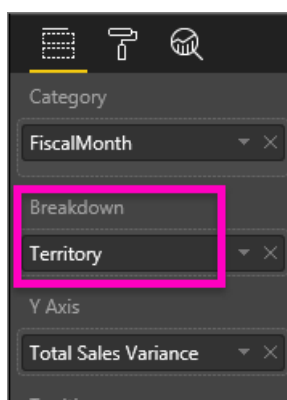 Category
FiscalMonth
Breakdown
Territory
Y Axis
Total Sales Variance